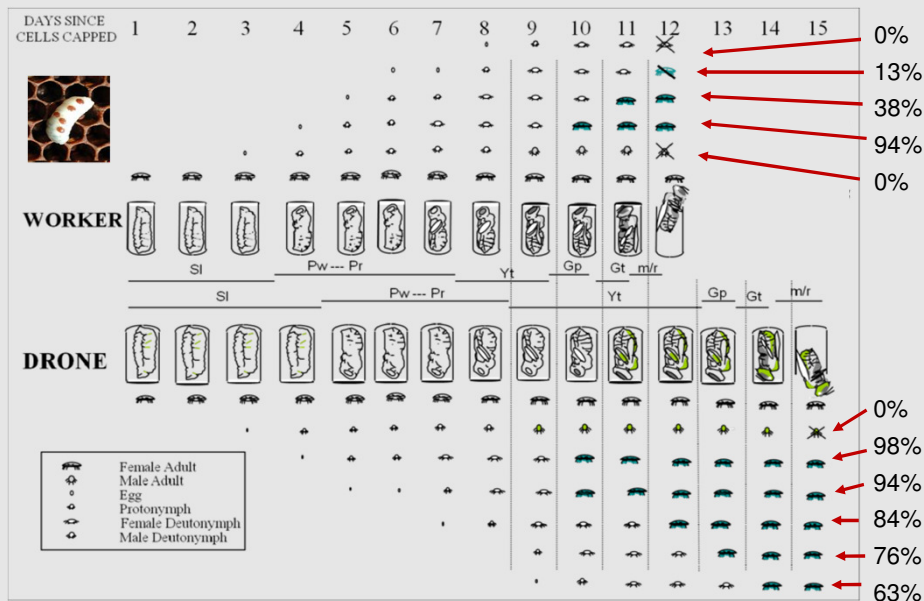 DAYS SINCE
CELLS CAPPED
1 2 3 4 5 6 7 8 9 10 11 12 13 14 15
0%
13%
38%
94%
0%
WORKER
Sl Pw --- Pr Yt Gp Gt m/r
Sl Pw --- Pr Yt Gp Gt m/r
DRONE
0%
98%
94%
84%
76%
63%
Female Adult
Male Adult
Egg
Protonymph
Female Deutonymph
Male Deutonymph